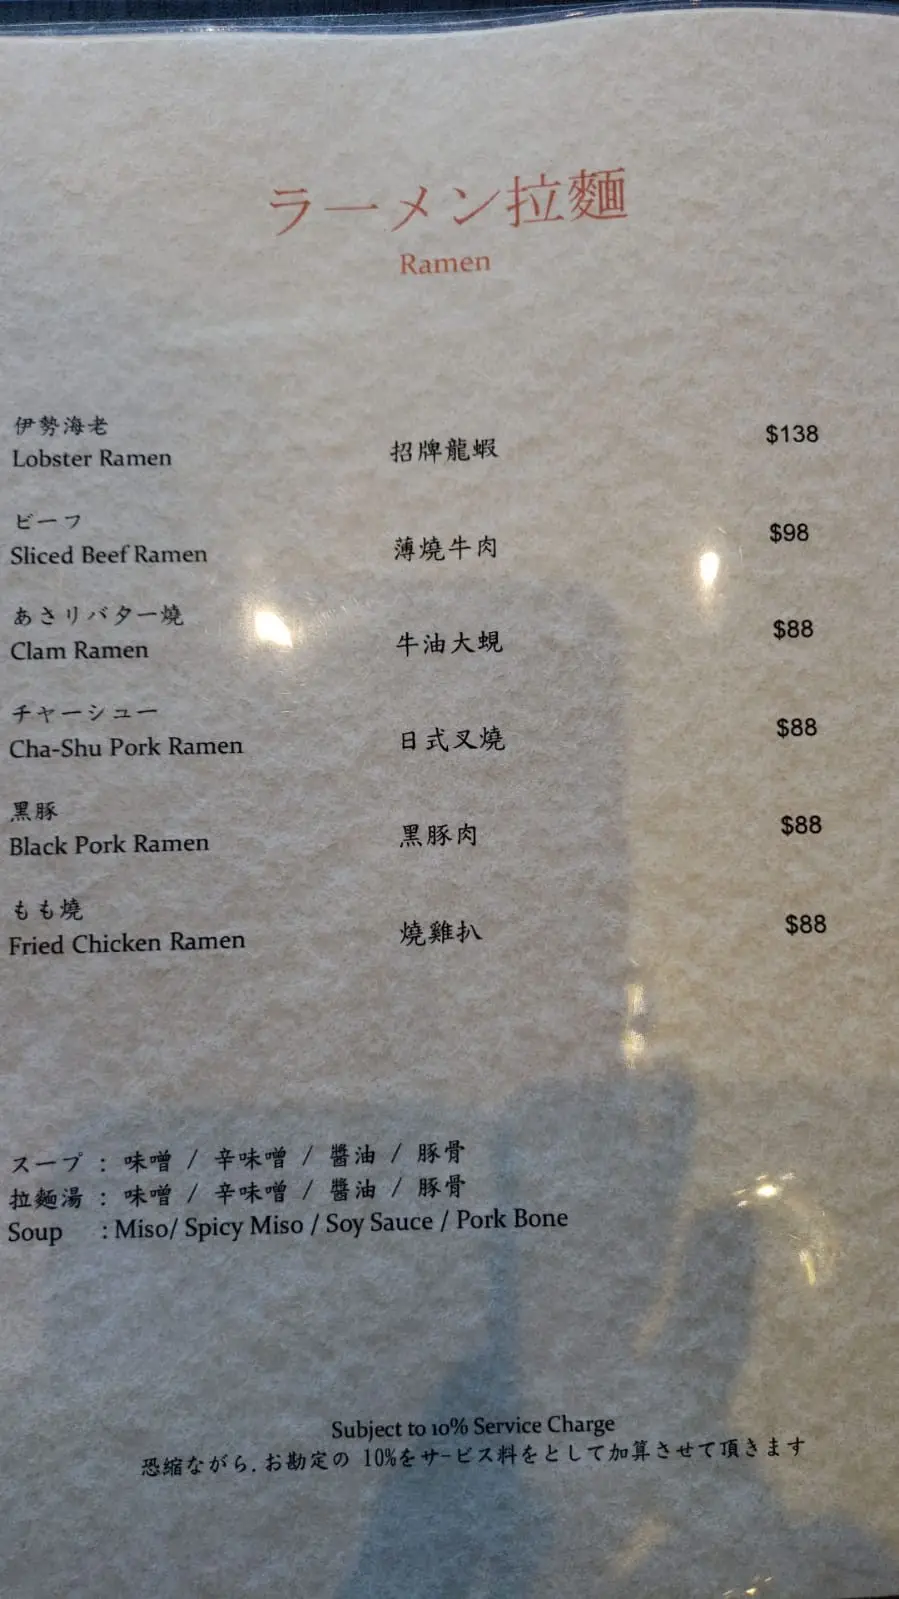 ラーメン拉麵
Ramen
伊勢海老
Lobster Ramen 招牌龍蝦 $138
ビーフ
Sliced Beef Ramen 薄燒牛肉 $98
あさリバター燒
Clam Ramen 牛油大蜆 $88
チャーシュー
Cha-Shu Pork Ramen 日式叉燒 $88
黑豚
Black Pork Ramen 黑豚肉 $88
もも燒
Fried Chicken Ramen 燒雞扒 $88
スープ : 味噌 / 辛味噌 / 醬油 / 豚骨
拉麵湯 : 味噌 / 辛味噌 / 醬油 / 豚骨
Soup : Miso/ Spicy Miso / Soy Sauce / Pork Bone
Subject to 10% Service Charge
恐縮ながら.お勘定の 10%をサービス料をとして加算させて頂きます